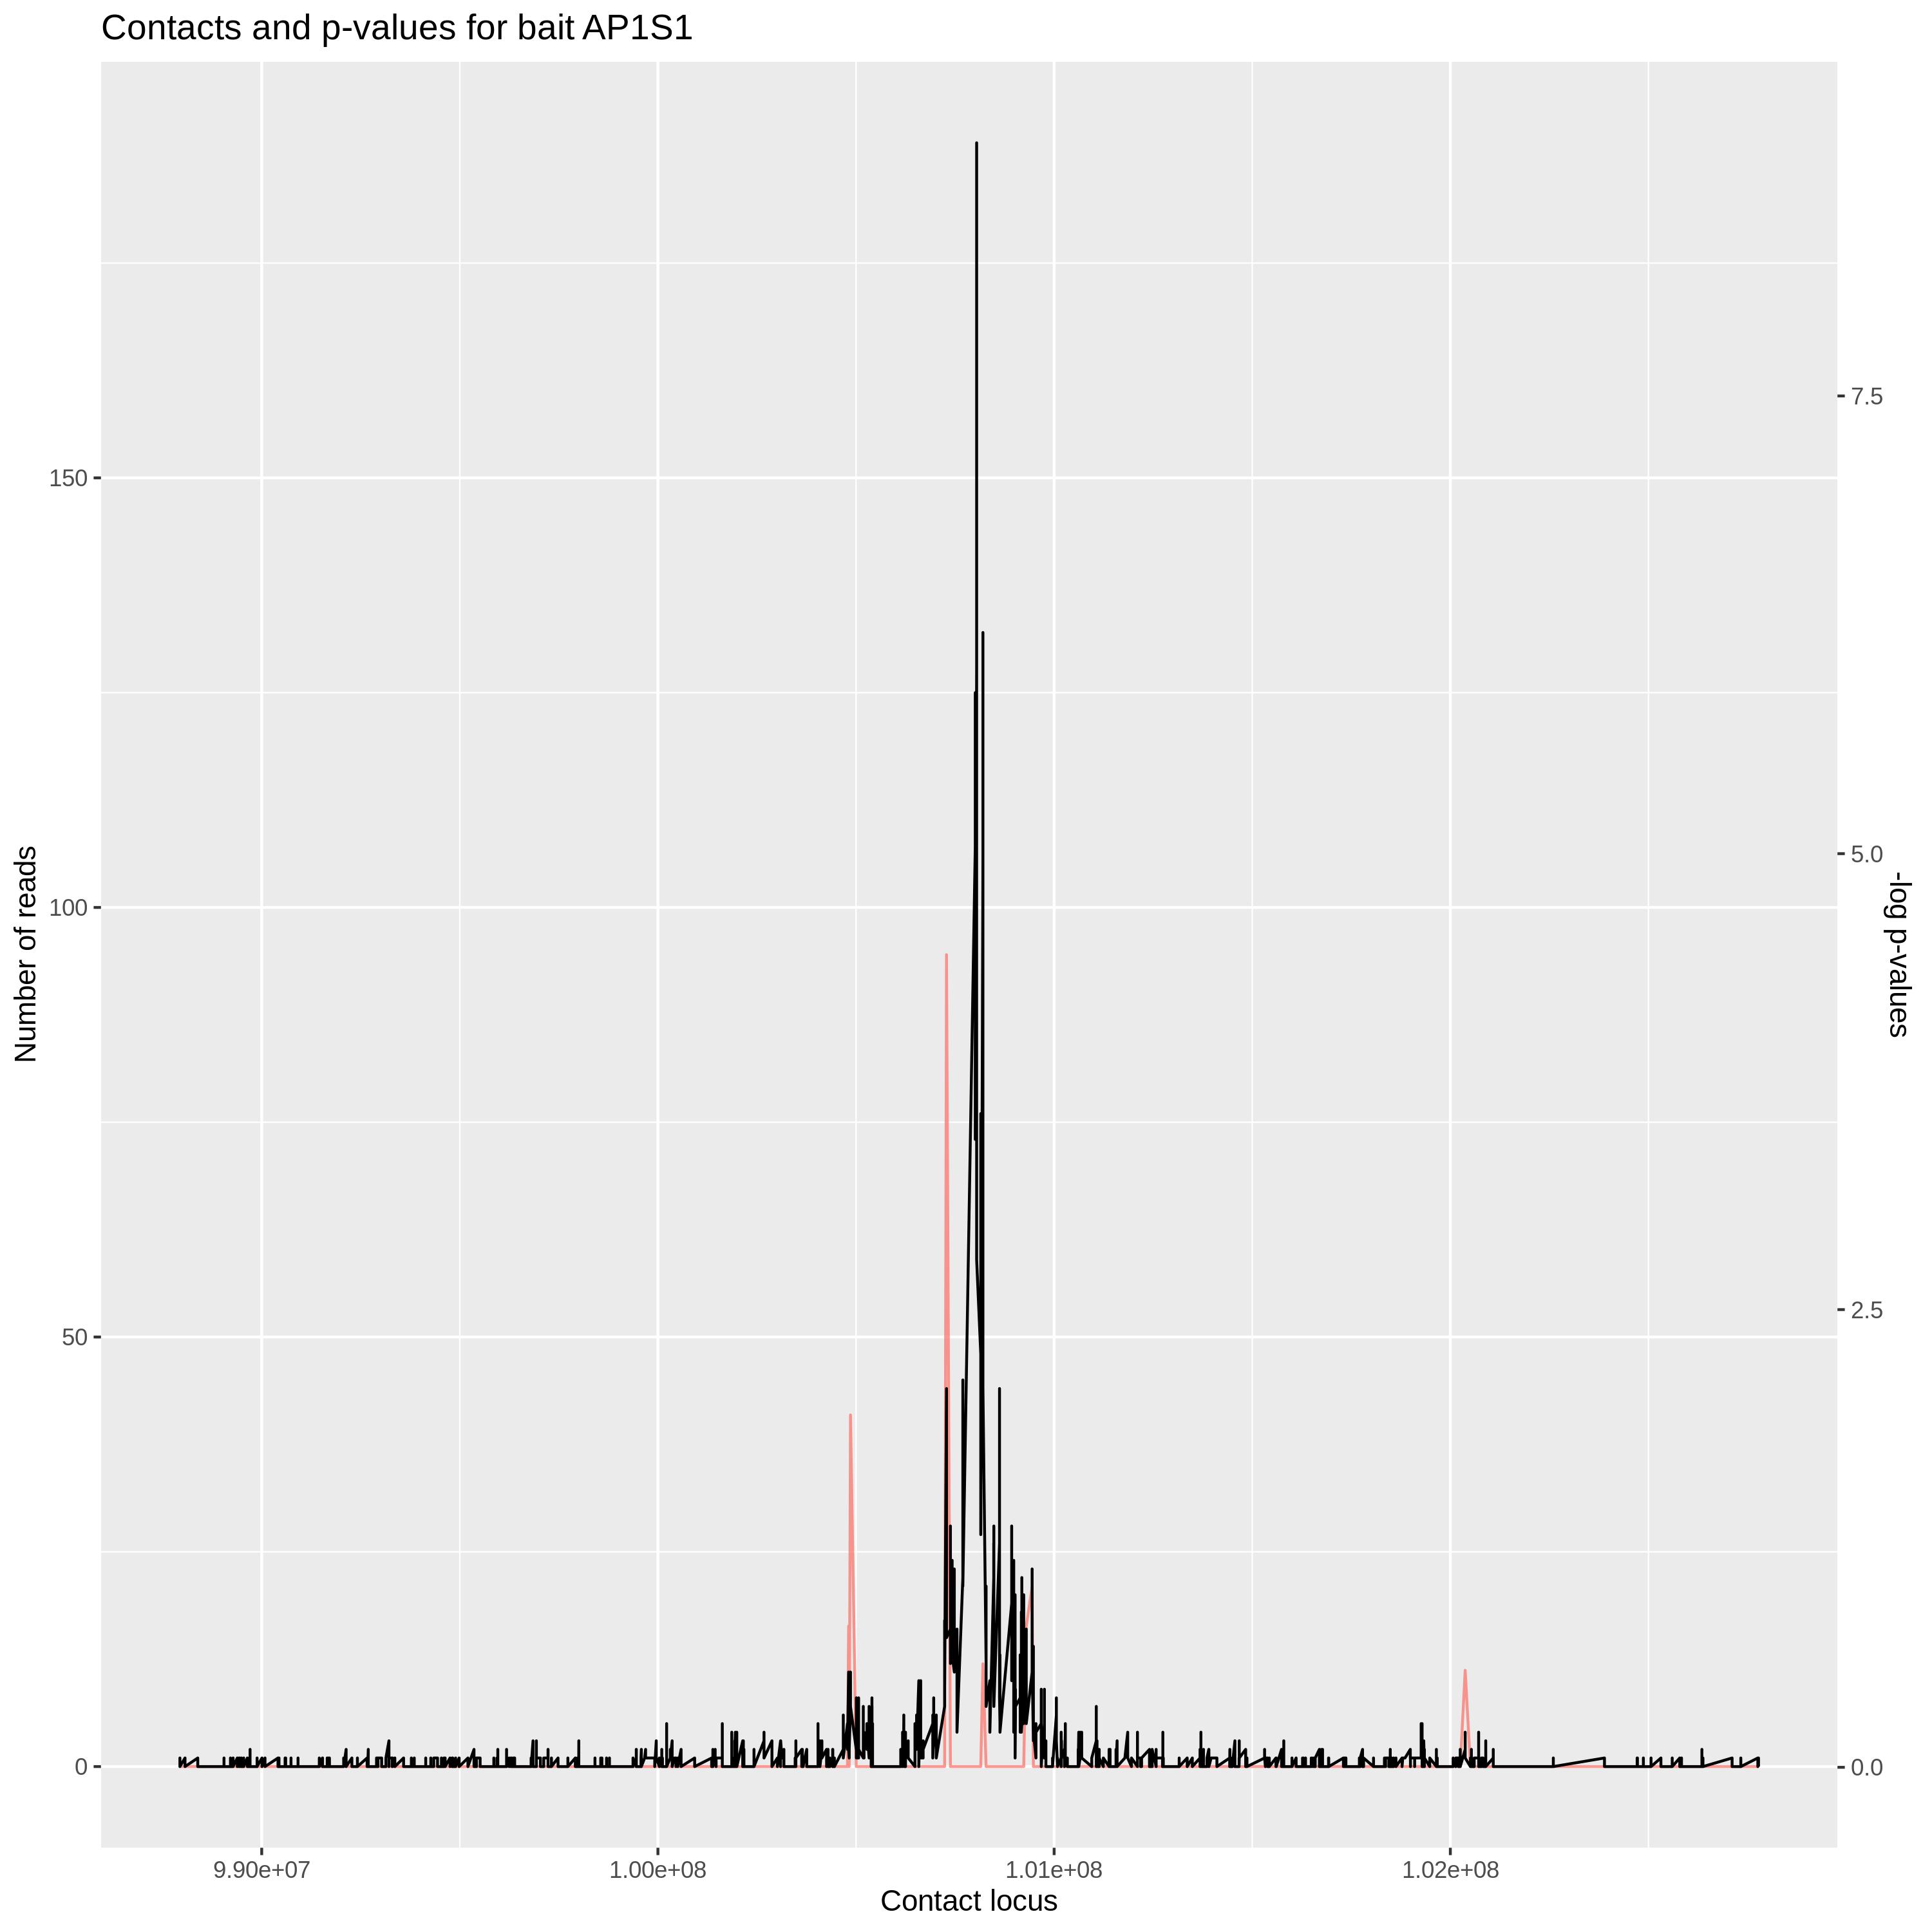 Contacts and p-values for bait AP1S1
150
100
50
0
Number of reads
7.5
5.0
2.5
0.0
-log p-values
9.90e+07
1.00e+08
1.01e+08
1.02e+08
Contact locus